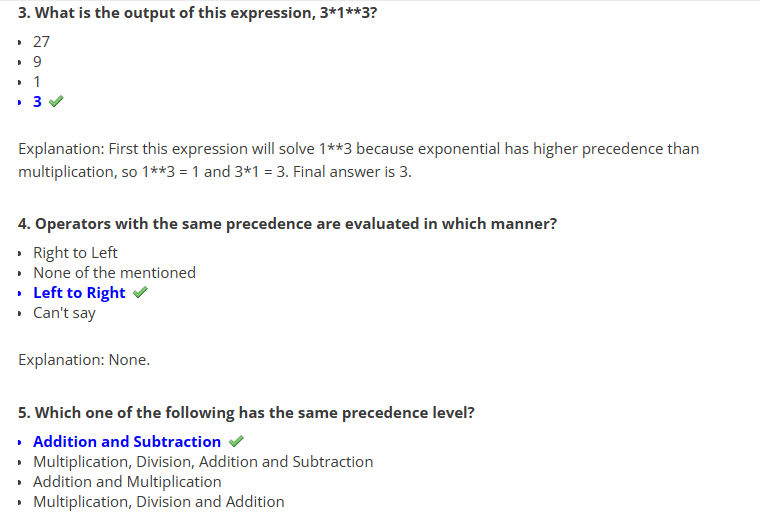 3. What is the output of this expression, 3*1**3?
27
9
1
3
Explanation: First this expression will solve 1**3 because exponential has higher precedence than
multiplication, so 1**3 = 1 and 3*1 = 3. Final answer is 3.
4. Operators with the same precedence are evaluated in which manner?
Right to Left
None of the mentioned
Left to Right
Can't say
Explanation: None.
5. Which one of the following has the same precedence level?
Addition and Subtraction
Multiplication, Division, Addition and Subtraction
Addition and Multiplication
Multiplication, Division and Addition